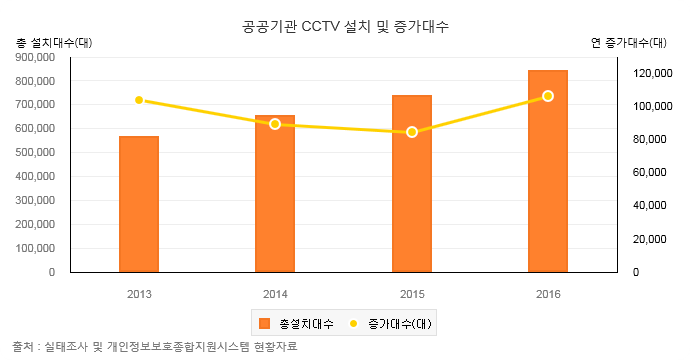 공공기관 CCTV 설치 및 증가대수
총 설치대수(대) 연 증가대수(대)
900,000
800,000 120,000
700,000 100,000
600,000
500,000 80,000
400,000 60,000
300,000 40,000
200,000
100,000 20,000
0 0
2013 2014 2015 2016
총설치대수 증가대수(대)
출처 : 실태조사 및 개인정보보호종합지원시스템 현황자료